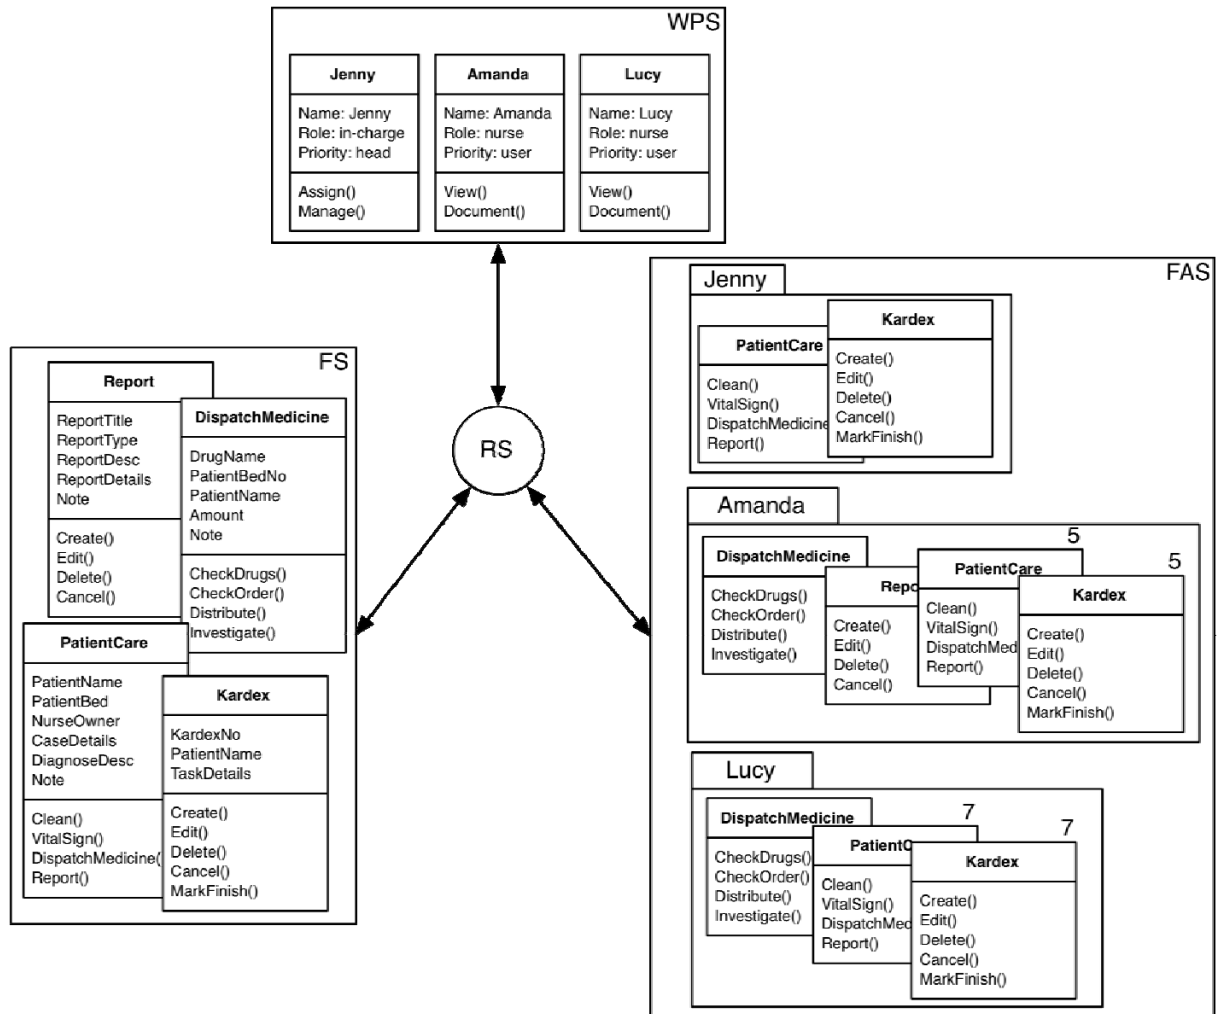 WPS
Jenny
Name: Jenny
Role: in-charge
Priority: head
Assign()
Manage()
Amanda
Name: Amanda
Role: nurse
Priority: user
View()
Document()
Lucy
Name: Lucy
Role: nurse
Priority: user
View()
Document()
RS
FS
Report
ReportTitle
ReportType
ReportDesc
ReportDetails
Note
Create()
Edit()
Delete()
Cancel()
DispatchMedicine
DrugName
PatientBedNo
PatientName
Amount
Note
CheckDrugs()
CheckOrder()
Distribute()
Investigate()
PatientCare
PatientName
PatientBed
NurseOwner
CaseDetails
DiagnoseDesc
Note
Clean()
VitalSign()
DispatchMedicine(
Report()
Kardex
KardexNo
PatientName
TaskDetails
Create()
Edit()
Delete()
Cancel()
MarkFinish()
FAS
Jenny
PatientCare
Clean()
VitalSign()
DispatchMedicine
Report()
Kardex
Create()
Edit()
Delete()
Cancel()
MarkFinish()
Amanda
DispatchMedicine
CheckDrugs()
CheckOrder()
Distribute()
Investigate()
Repo
Create()
Edit()
Delete()
Cancel()
5
PatientCare
Clean()
VitalSign()
DispatchMed
Report()
5
Kardex
Create()
Edit()
Delete()
Cancel()
MarkFinish()
Lucy
DispatchMedicine
CheckDrugs()
CheckOrder()
Distribute()
Investigate()
7
PatientC
Clean()
VitalSign()
DispatchMed
Report()
7
Kardex
Create()
Edit()
Delete()
Cancel()
MarkFinish()